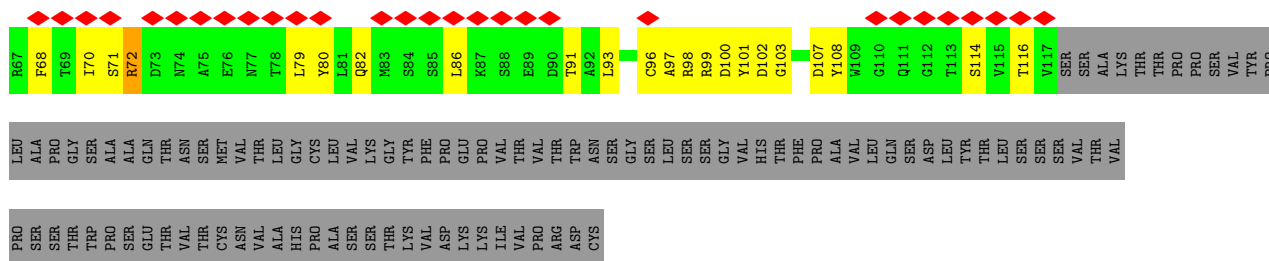 R67 F68 T69 I70 S71 R72 D73 N74 A75 E76 N77 T78 L79 Y80 L81 Q82 M83 S84 S85 L86 K87 S88 E89 D90 T91 A92 L93 C96 A97 R98 R99 D100 Y101 D102 G103 D107 Y108 W109 G110 Q111 G112 T113 S114 V115 T116 V117 SER SER ALA LYS THR THR PRO PRO SER VAL TYR PRO
LEU ALA PRO GLY SER ALA ALA GLN THR ASN SER MET VAL THR LEU GLY CYS LEU VAL LYS GLY TYR PHE PRO GLU PRO VAL THR VAL THR TRP ASN SER GLY SER LEU SER SER GLY VAL HIS THR PHE PRO ALA VAL LEU GLN SER ASP LEU TYR THR LEU SER SER SER VAL THR VAL
PRO SER SER THR TRP PRO SER GLU THR VAL THR CYS ASN VAL ALA HIS PRO ALA SER SER THR LYS VAL ASP LYS LYS ILE VAL PRO ARG ASP CYS